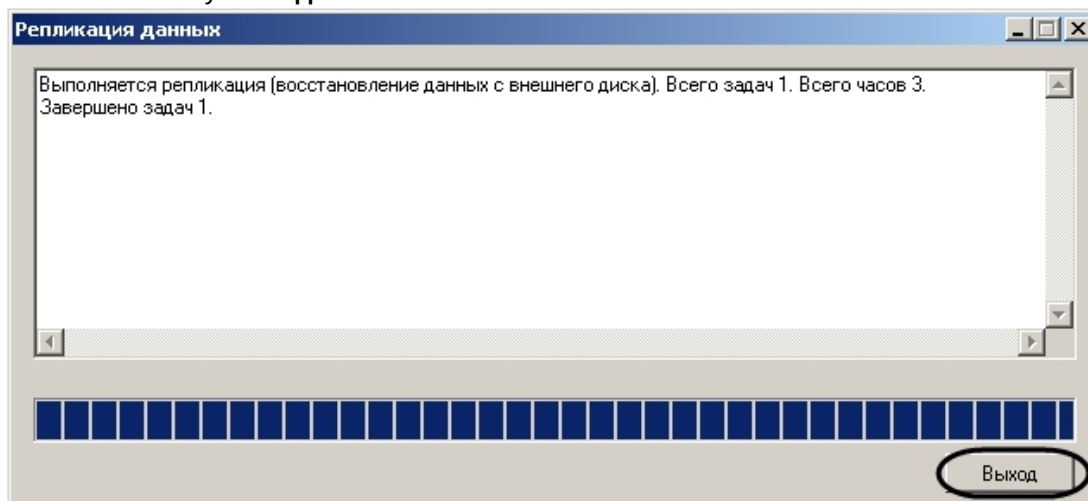 Репликация данных
Выполняется репликация (восстановление данных с внешнего диска). Всего задач 1. Всего часов 3.
Завершено задач 1.
Выход